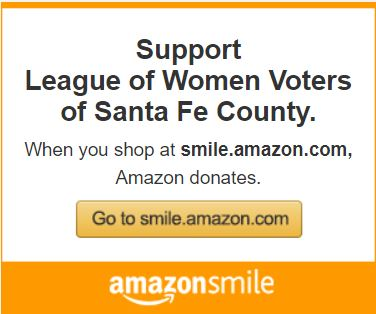 Support
League of Women Voters
of Santa Fe County.
When you shop at smile.amazon.com,
Amazon donates.
Go to smile.amazon.com
amazonsmile